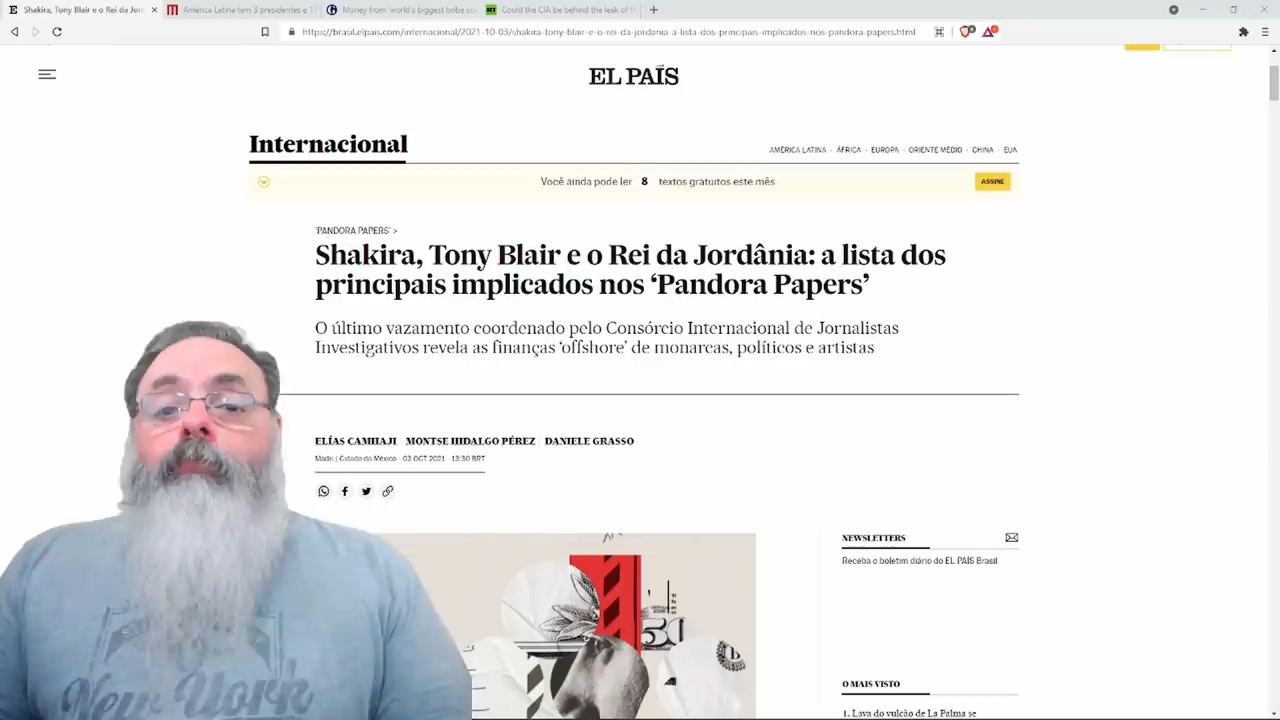 Shakira, Tony Blair e o Rei da Jor
América Latina tem 3 presidentes e 1
Money from 'world's biggest bribe sc
Could the CIA be behind the leak of t
https://brasil.elpais.com/internacional/2021-10-03/shakira-tony-blair-e-o-rei-da-jordania-a-lista-dos-principais-implicados-nos-pandora-papers.html
EL PAÍS
Internacional
AMÉRICA LATINA · ÁFRICA · EUROPA · ORIENTE MÉDIO · CHINA · EUA
Você ainda pode ler 8 textos gratuitos este mês
ASSINE
'PANDORA PAPERS' >
Shakira, Tony Blair e o Rei da Jordânia: a lista dos
principais implicados nos ‘Pandora Papers’
O último vazamento coordenado pelo Consórcio Internacional de Jornalistas
Investigativos revela as finanças ‘offshore’ de monarcas, políticos e artistas
ELÍAS CAMHAJI MONTSE HIDALGO PÉREZ DANIELE GRASSO
Madri | Cidade do México - 03 OCT 2021 - 13:30 BRT
NEWSLETTERS
Receba o boletim diário do EL PAÍS Brasil
O MAIS VISTO
1. Lava do vulcão de La Palma se
50
New York